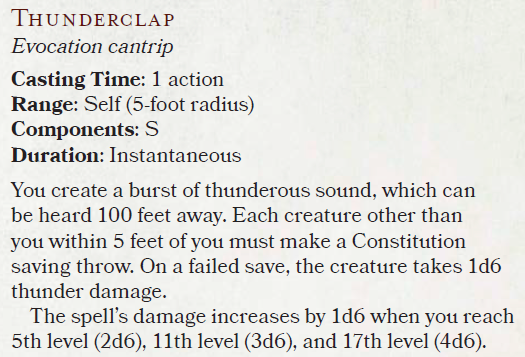 THUNDERCLAP
Evocation cantrip
Casting Time: 1 action
Range: Self (5-foot radius)
Components: S
Duration: Instantaneous
You create a burst of thunderous sound, which can
be heard 100 feet away. Each creature other than
you within 5 feet of you must make a Constitution
saving throw. On a failed save, the creature takes 1d6
thunder damage.
The spell's damage increases by 1d6 when you reach
5th level (2d6), 11th level (3d6), and 17th level (4d6).